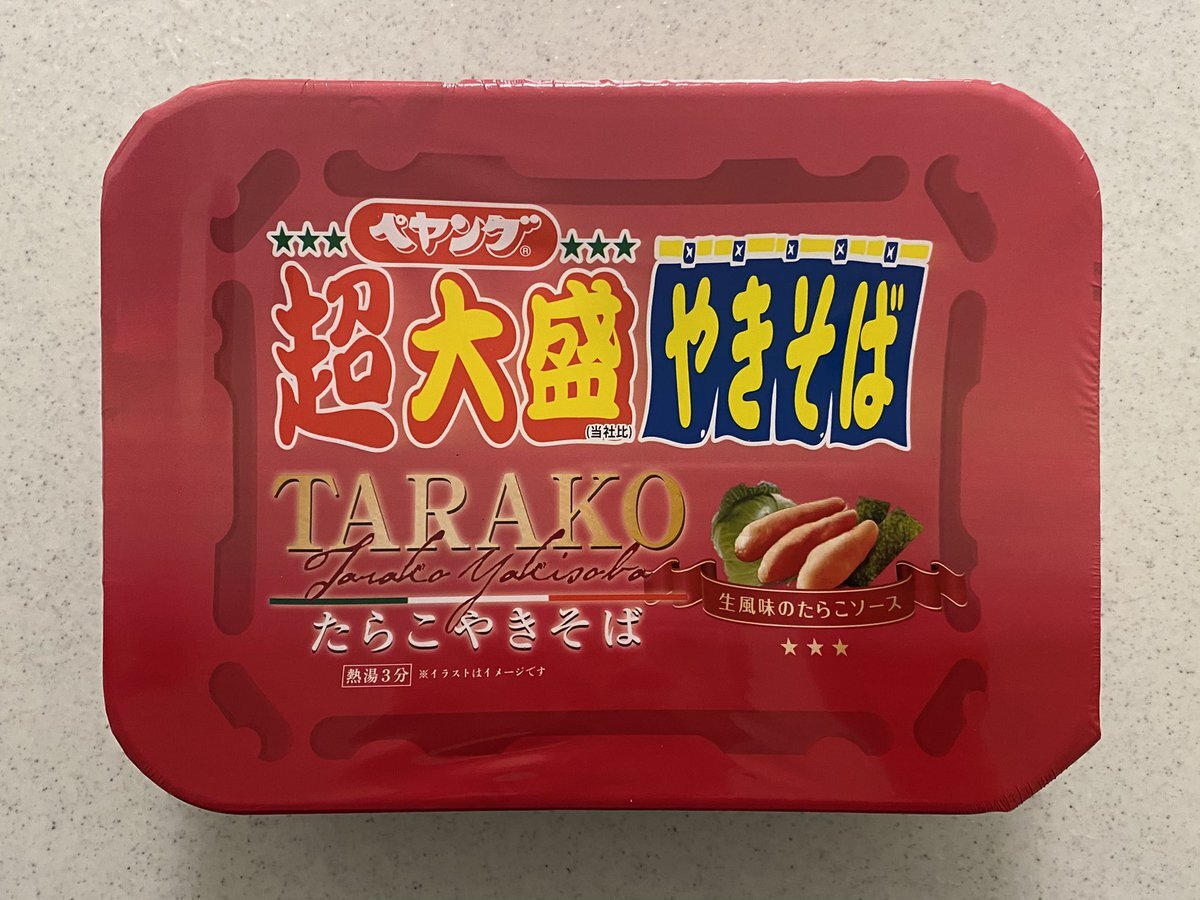 ペヤング®
超大盛
(当社比)
やきそば
TARAKO
Tarako Yakisoba
たらこやきそば
生風味のたらこソース
熱湯3分 ※イラストはイメージです